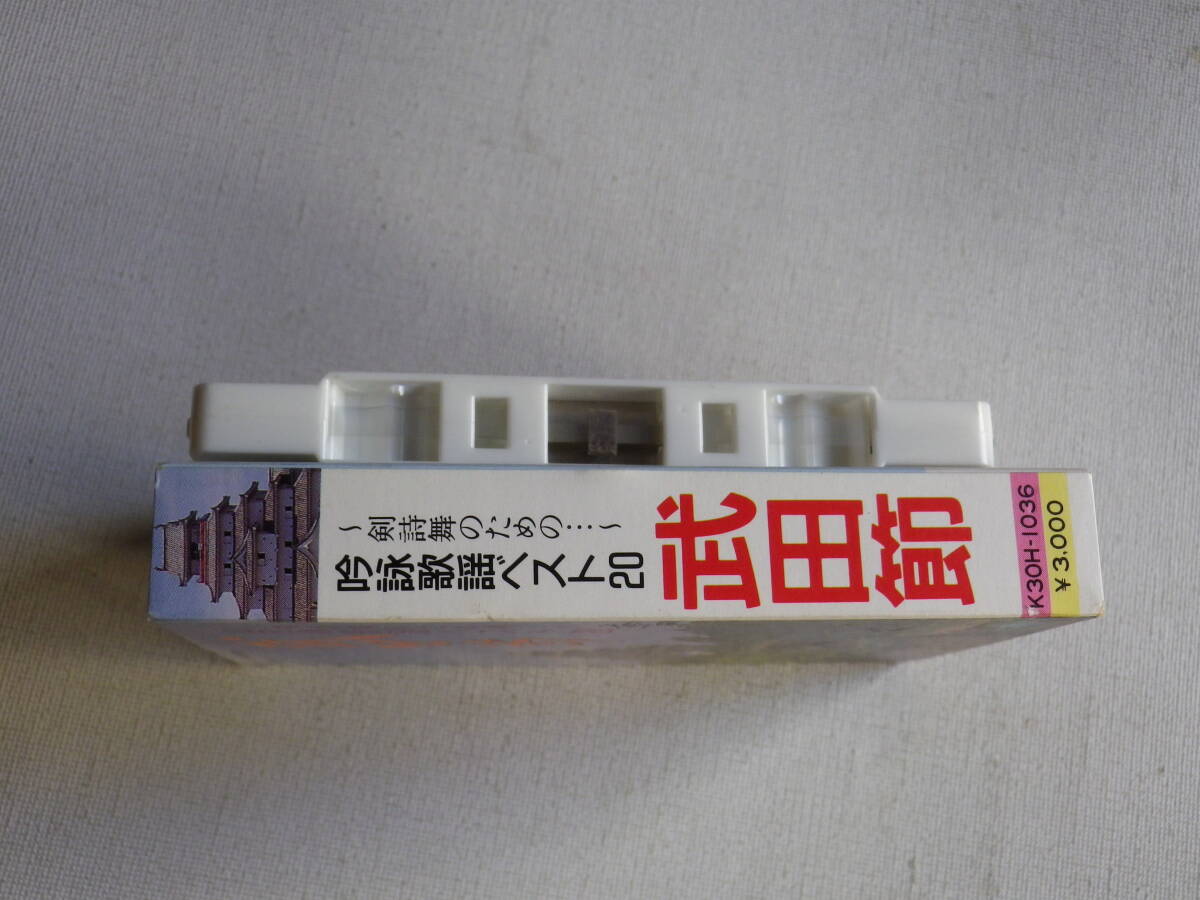 〜剣詩舞のための…〜
吟詠歌謡ベスト20
武田節
K30H-1036
¥3,000